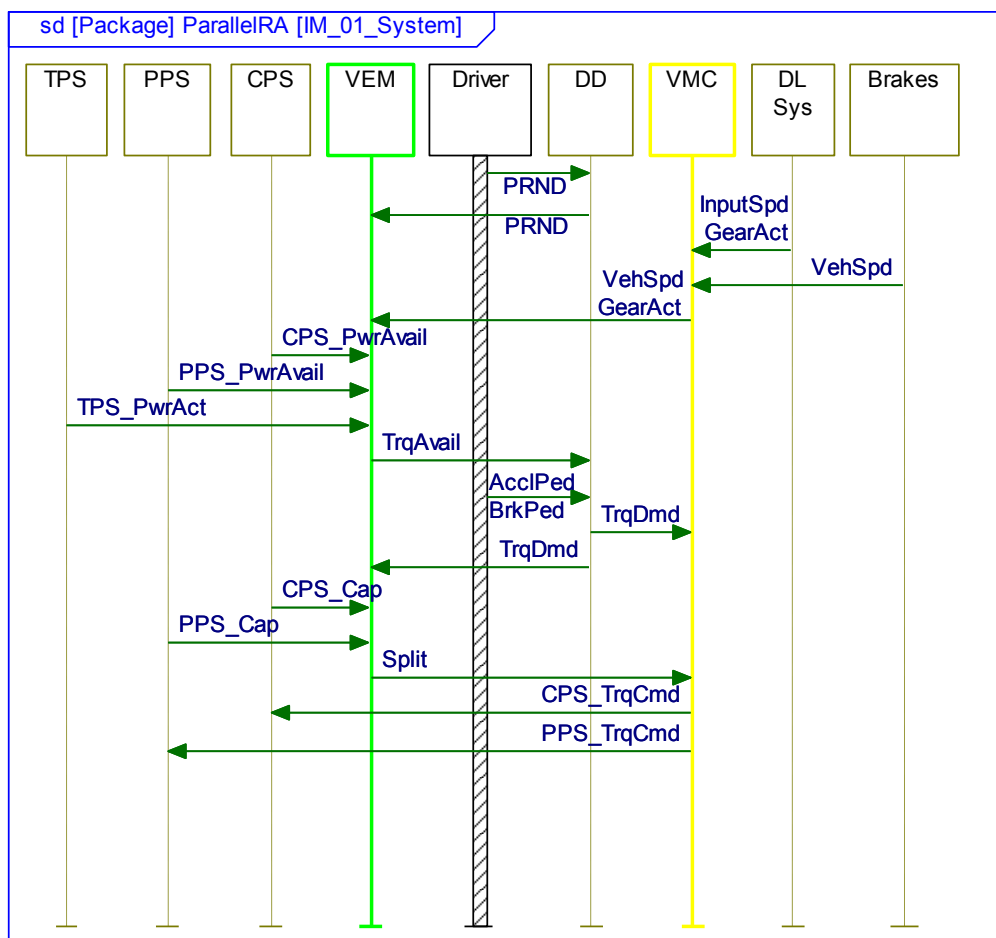 sd [Package] ParallelRA [IM_01_System]
TPS
PPS
CPS
VEM
Driver
DD
VMC
DL
Sys
Brakes
PRND
PRND
InputSpd
GearAct
VehSpd
VehSpd
GearAct
CPS_PwrAvail
PPS_PwrAvail
TPS_PwrAct
TrqAvail
AcclPed
BrkPed
TrqDmd
TrqDmd
CPS_Cap
PPS_Cap
Split
CPS_TrqCmd
PPS_TrqCmd